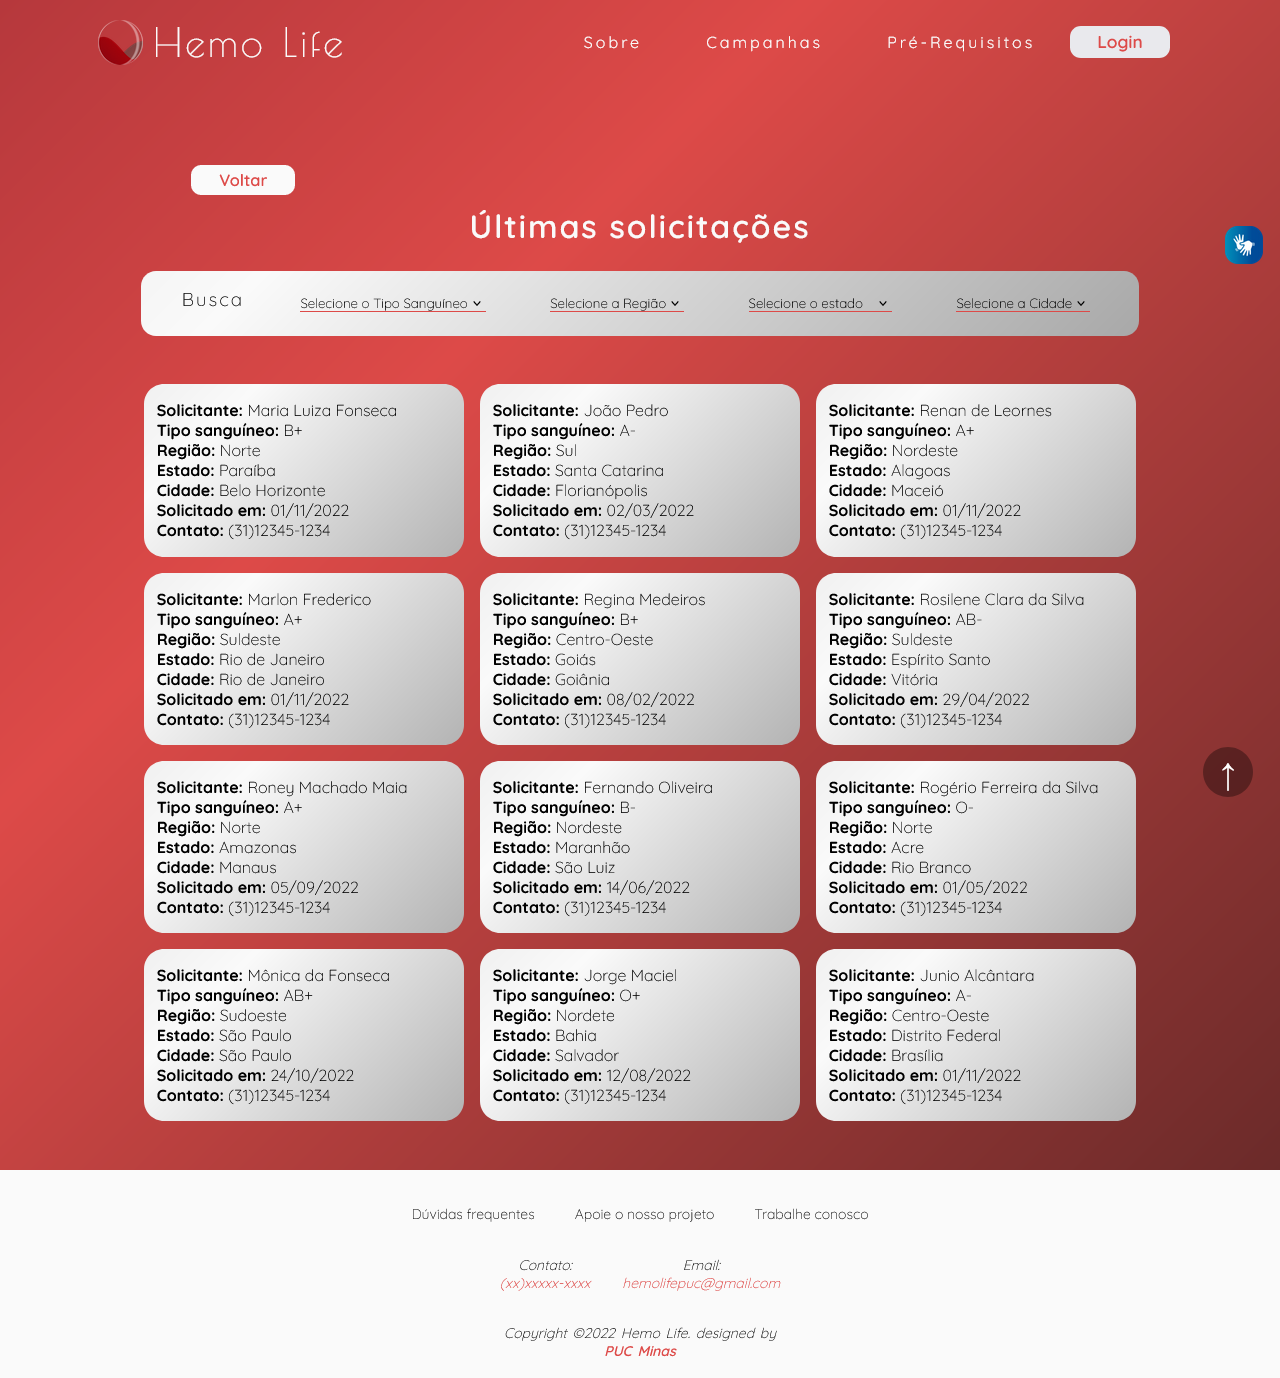 Hemo Life
Sobre
Campanhas
Pré-Requisitos
Login
Voltar
Últimas solicitações
Busca
Selecione o Tipo Sanguíneo
Selecione a Região
Selecione o estado
Selecione a Cidade
Solicitante: Maria Luiza Fonseca
Tipo sanguíneo: B+
Região: Norte
Estado: Paraíba
Cidade: Belo Horizonte
Solicitado em: 01/11/2022
Contato: (31)12345-1234
Solicitante: João Pedro
Tipo sanguíneo: A-
Região: Sul
Estado: Santa Catarina
Cidade: Florianópolis
Solicitado em: 02/03/2022
Contato: (31)12345-1234
Solicitante: Renan de Leornes
Tipo sanguíneo: A+
Região: Nordeste
Estado: Alagoas
Cidade: Maceió
Solicitado em: 01/11/2022
Contato: (31)12345-1234
Solicitante: Marlon Frederico
Tipo sanguíneo: A+
Região: Suldeste
Estado: Rio de Janeiro
Cidade: Rio de Janeiro
Solicitado em: 01/11/2022
Contato: (31)12345-1234
Solicitante: Regina Medeiros
Tipo sanguíneo: B+
Região: Centro-Oeste
Estado: Goiás
Cidade: Goiânia
Solicitado em: 08/02/2022
Contato: (31)12345-1234
Solicitante: Rosilene Clara da Silva
Tipo sanguíneo: AB-
Região: Suldeste
Estado: Espírito Santo
Cidade: Vitória
Solicitado em: 29/04/2022
Contato: (31)12345-1234
Solicitante: Roney Machado Maia
Tipo sanguíneo: A+
Região: Norte
Estado: Amazonas
Cidade: Manaus
Solicitado em: 05/09/2022
Contato: (31)12345-1234
Solicitante: Fernando Oliveira
Tipo sanguíneo: B-
Região: Nordeste
Estado: Maranhão
Cidade: São Luiz
Solicitado em: 14/06/2022
Contato: (31)12345-1234
Solicitante: Rogério Ferreira da Silva
Tipo sanguíneo: O-
Região: Norte
Estado: Acre
Cidade: Rio Branco
Solicitado em: 01/05/2022
Contato: (31)12345-1234
Solicitante: Mônica da Fonseca
Tipo sanguíneo: AB+
Região: Sudoeste
Estado: São Paulo
Cidade: São Paulo
Solicitado em: 24/10/2022
Contato: (31)12345-1234
Solicitante: Jorge Maciel
Tipo sanguíneo: O+
Região: Nordete
Estado: Bahia
Cidade: Salvador
Solicitado em: 12/08/2022
Contato: (31)12345-1234
Solicitante: Junio Alcântara
Tipo sanguíneo: A-
Região: Centro-Oeste
Estado: Distrito Federal
Cidade: Brasília
Solicitado em: 01/11/2022
Contato: (31)12345-1234
↑
Dúvidas frequentes
Apoie o nosso projeto
Trabalhe conosco
Contato:
(xx)xxxxx-xxxx
Email:
hemolifepuc@gmail.com
Copyright ©2022 Hemo Life. designed by
PUC Minas